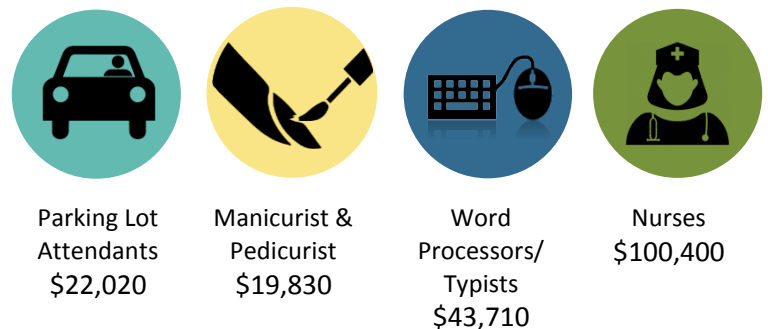 Parking Lot
Attendants
$22,020
Manicurist &
Pedicurist
$19,830
Word
Processors/
Typists
$43,710
Nurses
$100,400